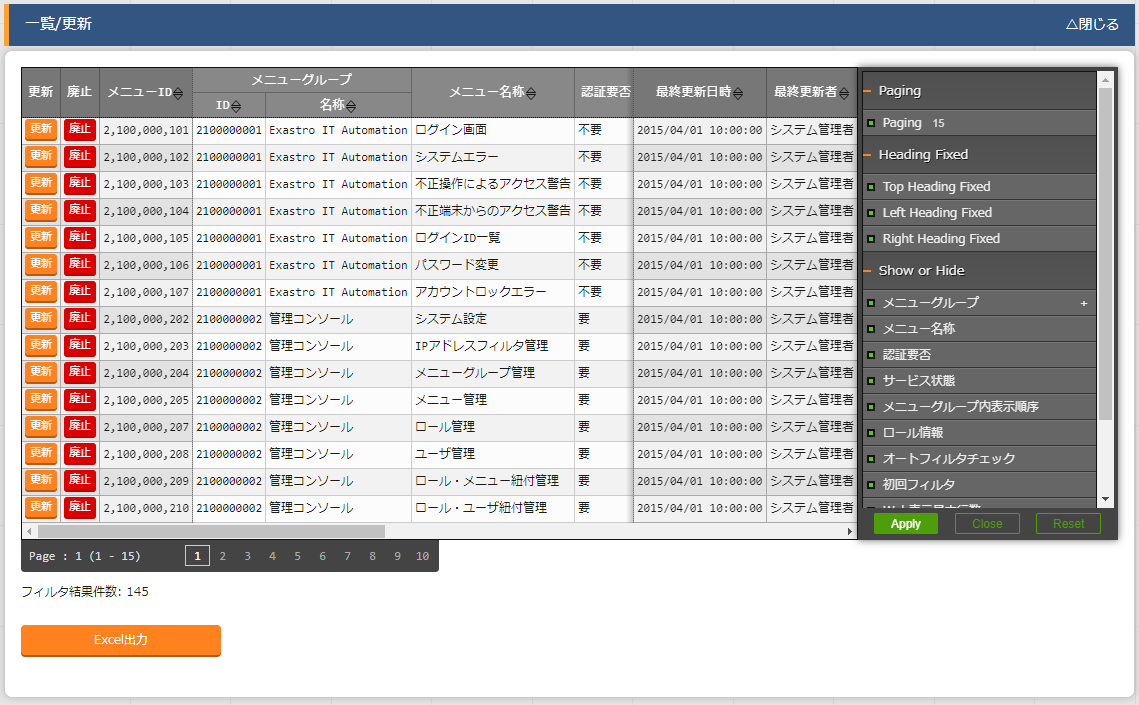 一覧/更新
△閉じる
更新 廃止 メニューID メニューグループ メニュー名称 認証要否 最終更新日時 最終更新者
ID 名称
更新 廃止 2,100,000,101 2100000001 Exastro IT Automation ログイン画面 不要 2015/04/01 10:00:00 システム管理者
更新 廃止 2,100,000,102 2100000001 Exastro IT Automation システムエラー 不要 2015/04/01 10:00:00 システム管理者
更新 廃止 2,100,000,103 2100000001 Exastro IT Automation 不正操作によるアクセス警告 不要 2015/04/01 10:00:00 システム管理者
更新 廃止 2,100,000,104 2100000001 Exastro IT Automation 不正端末からのアクセス警告 不要 2015/04/01 10:00:00 システム管理者
更新 廃止 2,100,000,105 2100000001 Exastro IT Automation ログインID一覧 不要 2015/04/01 10:00:00 システム管理者
更新 廃止 2,100,000,106 2100000001 Exastro IT Automation パスワード変更 不要 2015/04/01 10:00:00 システム管理者
更新 廃止 2,100,000,107 2100000001 Exastro IT Automation アカウントロックエラー 不要 2015/04/01 10:00:00 システム管理者
更新 廃止 2,100,000,202 2100000002 管理コンソール システム設定 要 2015/04/01 10:00:00 システム管理者
更新 廃止 2,100,000,203 2100000002 管理コンソール IPアドレスフィルタ管理 要 2015/04/01 10:00:00 システム管理者
更新 廃止 2,100,000,204 2100000002 管理コンソール メニューグループ管理 要 2015/04/01 10:00:00 システム管理者
更新 廃止 2,100,000,205 2100000002 管理コンソール メニュー管理 要 2015/04/01 10:00:00 システム管理者
更新 廃止 2,100,000,207 2100000002 管理コンソール ロール管理 要 2015/04/01 10:00:00 システム管理者
更新 廃止 2,100,000,208 2100000002 管理コンソール ユーザ管理 要 2015/04/01 10:00:00 システム管理者
更新 廃止 2,100,000,209 2100000002 管理コンソール ロール・メニュー紐付管理 要 2015/04/01 10:00:00 システム管理者
更新 廃止 2,100,000,210 2100000002 管理コンソール ロール・ユーザ紐付管理 要 2015/04/01 10:00:00 システム管理者
Paging
Paging 15
Heading Fixed
Top Heading Fixed
Left Heading Fixed
Right Heading Fixed
Show or Hide
メニューグループ +
メニュー名称
認証要否
サービス状態
メニューグループ内表示順序
ロール情報
オートフィルタチェック
初回フィルタ
Apply Close Reset
Page : 1 (1 - 15) 1 2 3 4 5 6 7 8 9 10
フィルタ結果件数: 145
Excel出力